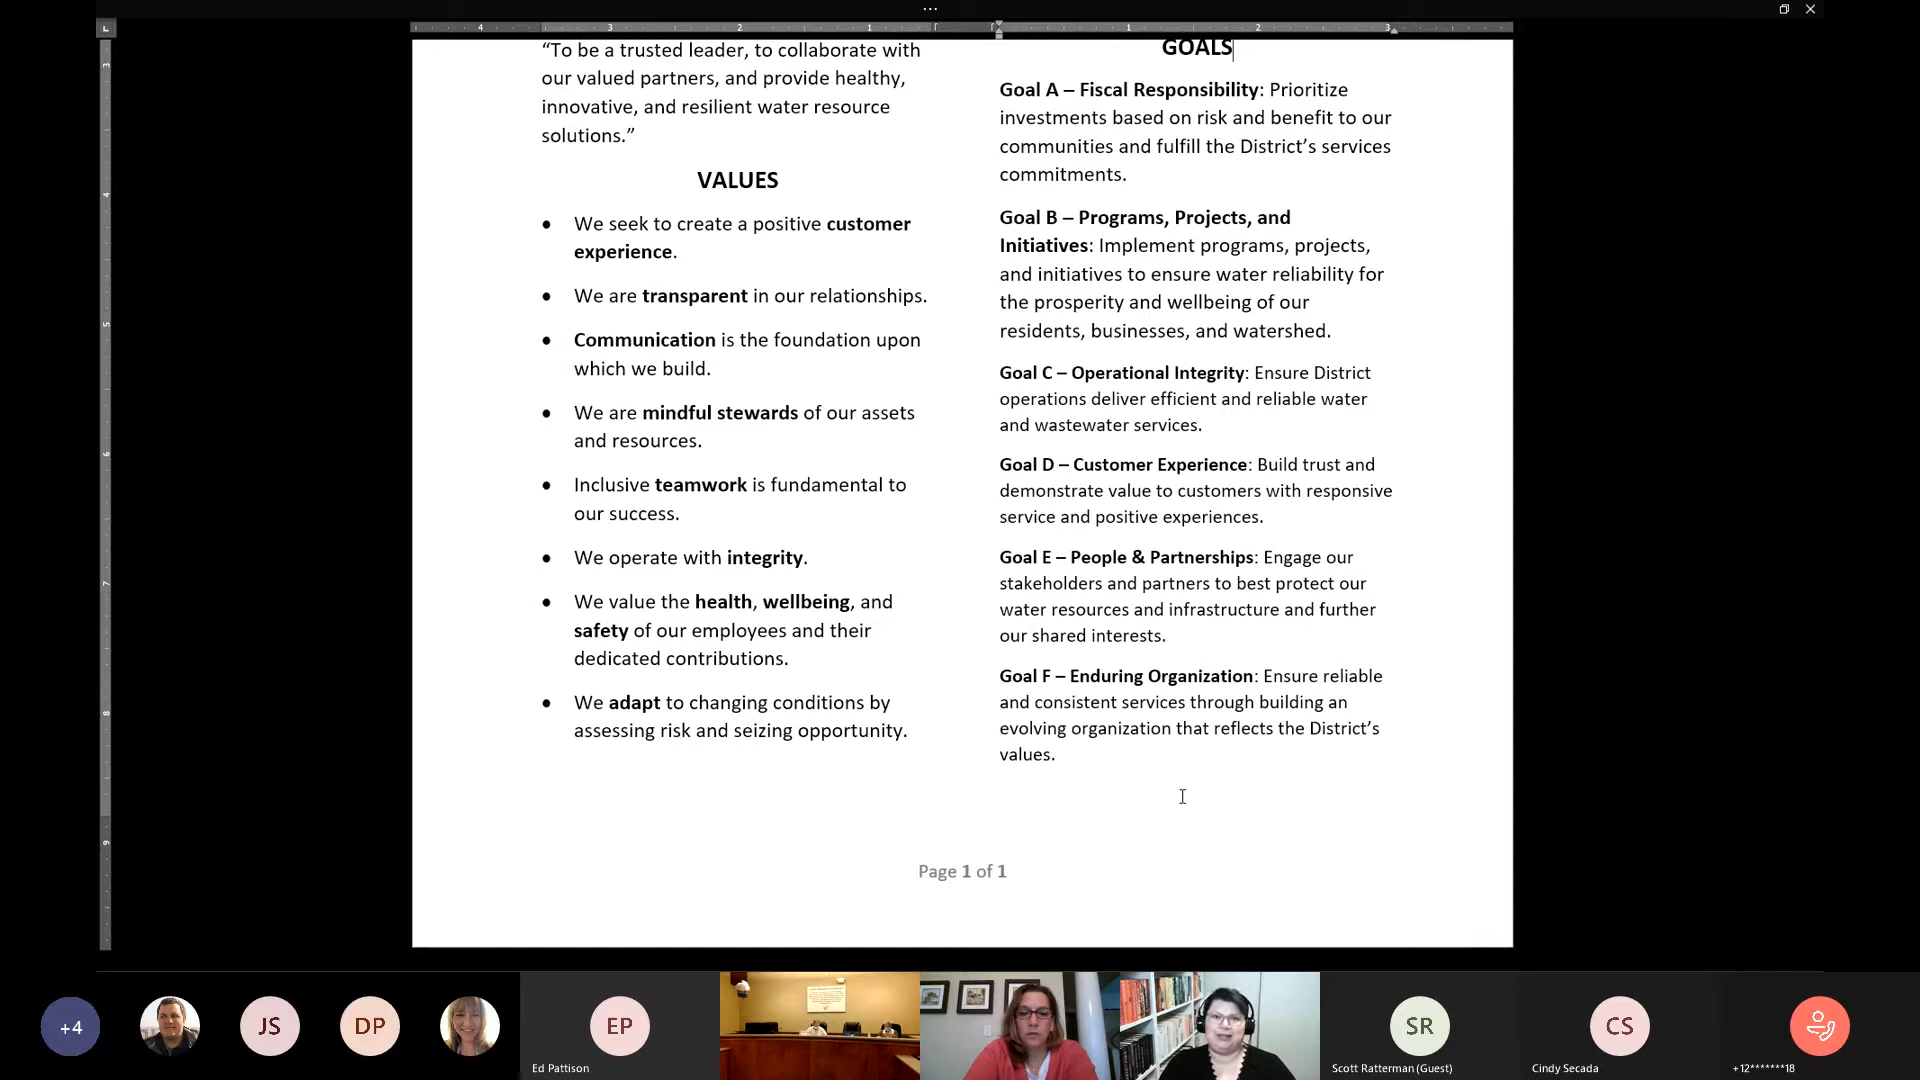 “To be a trusted leader, to collaborate with
our valued partners, and provide healthy,
innovative, and resilient water resource
solutions.”
VALUES
• We seek to create a positive customer
experience.
• We are transparent in our relationships.
• Communication is the foundation upon
which we build.
• We are mindful stewards of our assets
and resources.
• Inclusive teamwork is fundamental to
our success.
• We operate with integrity.
• We value the health, wellbeing, and
safety of our employees and their
dedicated contributions.
• We adapt to changing conditions by
assessing risk and seizing opportunity.
GOALS
Goal A – Fiscal Responsibility: Prioritize
investments based on risk and benefit to our
communities and fulfill the District’s services
commitments.
Goal B – Programs, Projects, and
Initiatives: Implement programs, projects,
and initiatives to ensure water reliability for
the prosperity and wellbeing of our
residents, businesses, and watershed.
Goal C – Operational Integrity: Ensure District
operations deliver efficient and reliable water
and wastewater services.
Goal D – Customer Experience: Build trust and
demonstrate value to customers with responsive
service and positive experiences.
Goal E – People & Partnerships: Engage our
stakeholders and partners to best protect our
water resources and infrastructure and further
our shared interests.
Goal F – Enduring Organization: Ensure reliable
and consistent services through building an
evolving organization that reflects the District’s
values.
Page 1 of 1
+4
JS
DP
EP
Ed Pattison
SR
Scott Ratterman (Guest)
CS
Cindy Secada
+12*******18